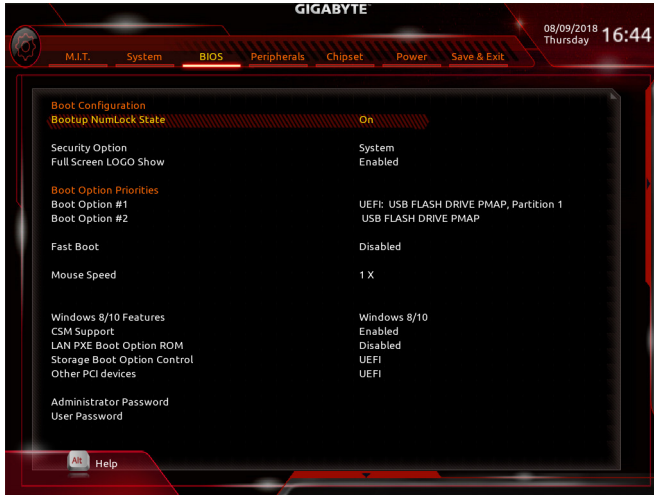 GIGABYTE
08/09/2018 Thursday 16:44
M.I.T. System BIOS Peripherals Chipset Power Save & Exit
Boot Configuration
Bootup NumLock State On
Security Option System
Full Screen LOGO Show Enabled
Boot Option Priorities
Boot Option #1 UEFI: USB FLASH DRIVE PMAP, Partition 1
Boot Option #2 USB FLASH DRIVE PMAP
Fast Boot Disabled
Mouse Speed 1 X
Windows 8/10 Features Windows 8/10
CSM Support Enabled
LAN PXE Boot Option ROM Disabled
Storage Boot Option Control UEFI
Other PCI devices UEFI
Administrator Password
User Password
Alt Help